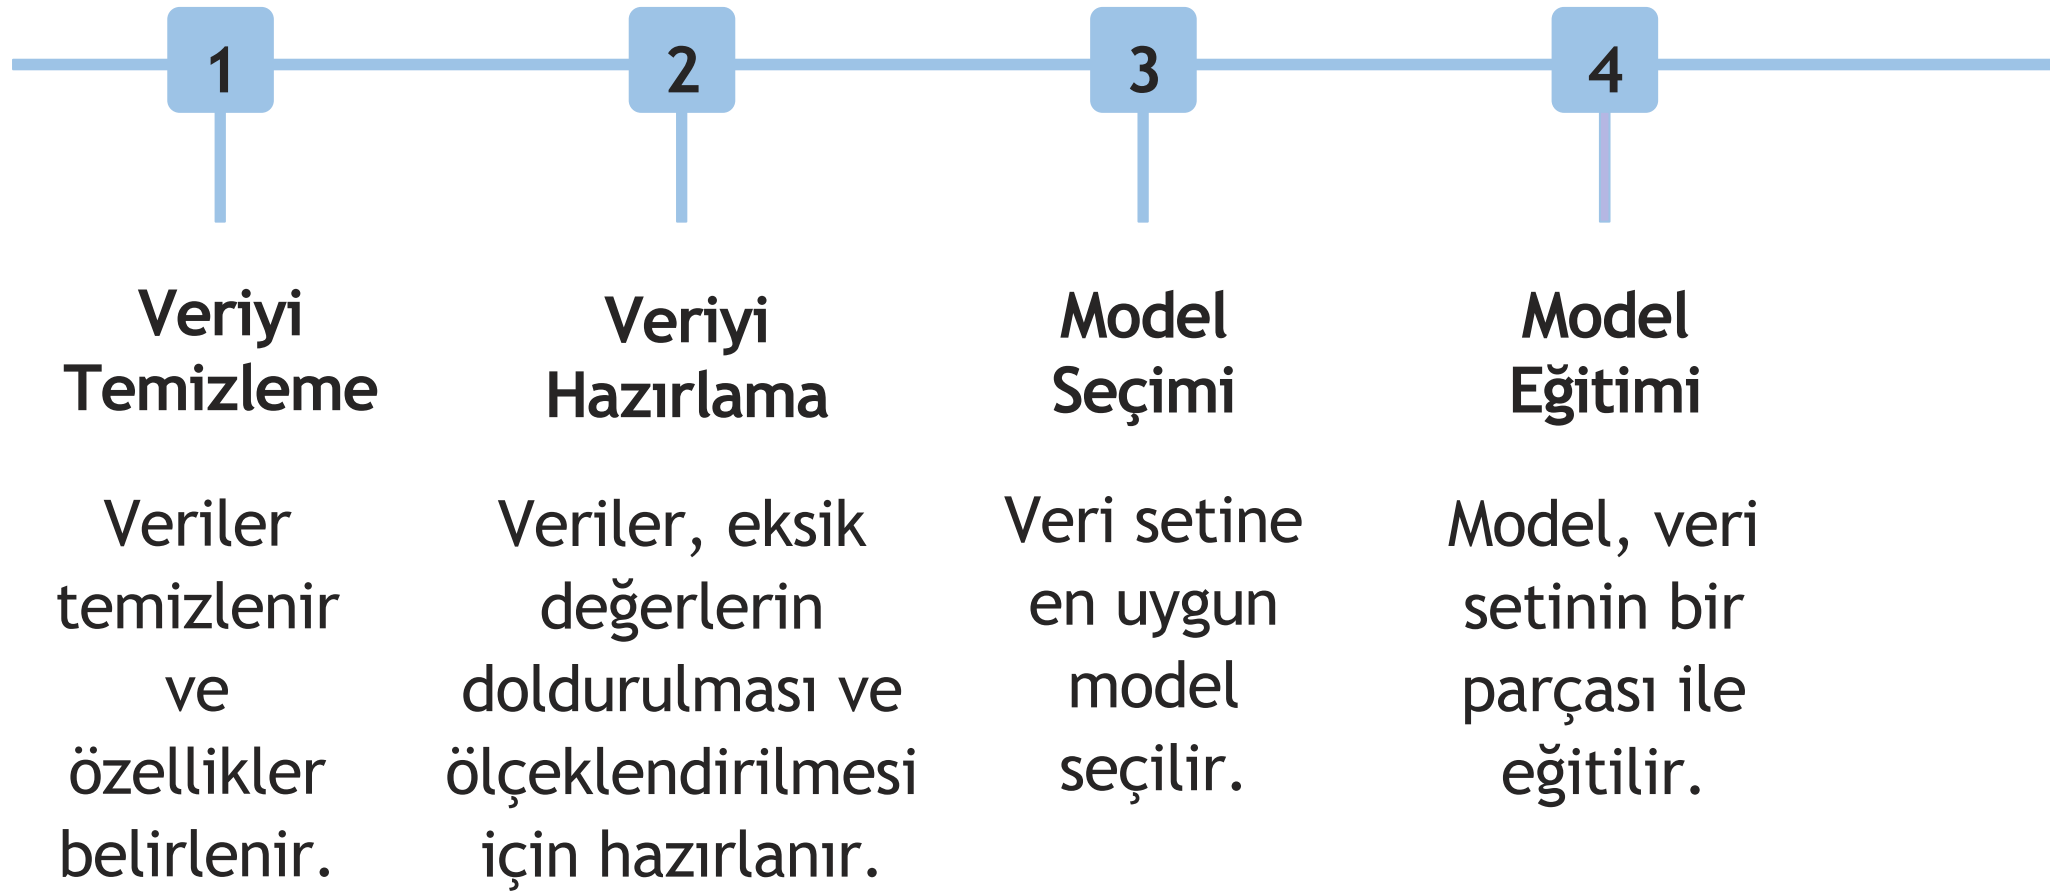 1
2
3
4
Veriyi
Temizleme
Veriler
temizlenir
ve
özellikler
belirlenir.
Veriyi
Hazırlama
Veriler, eksik
değerlerin
doldurulması ve
ölçeklendirilmesi
için hazırlanır.
Model
Seçimi
Veri setine
en uygun
model
seçilir.
Model
Eğitimi
Model, veri
setinin bir
parçası ile
eğitilir.